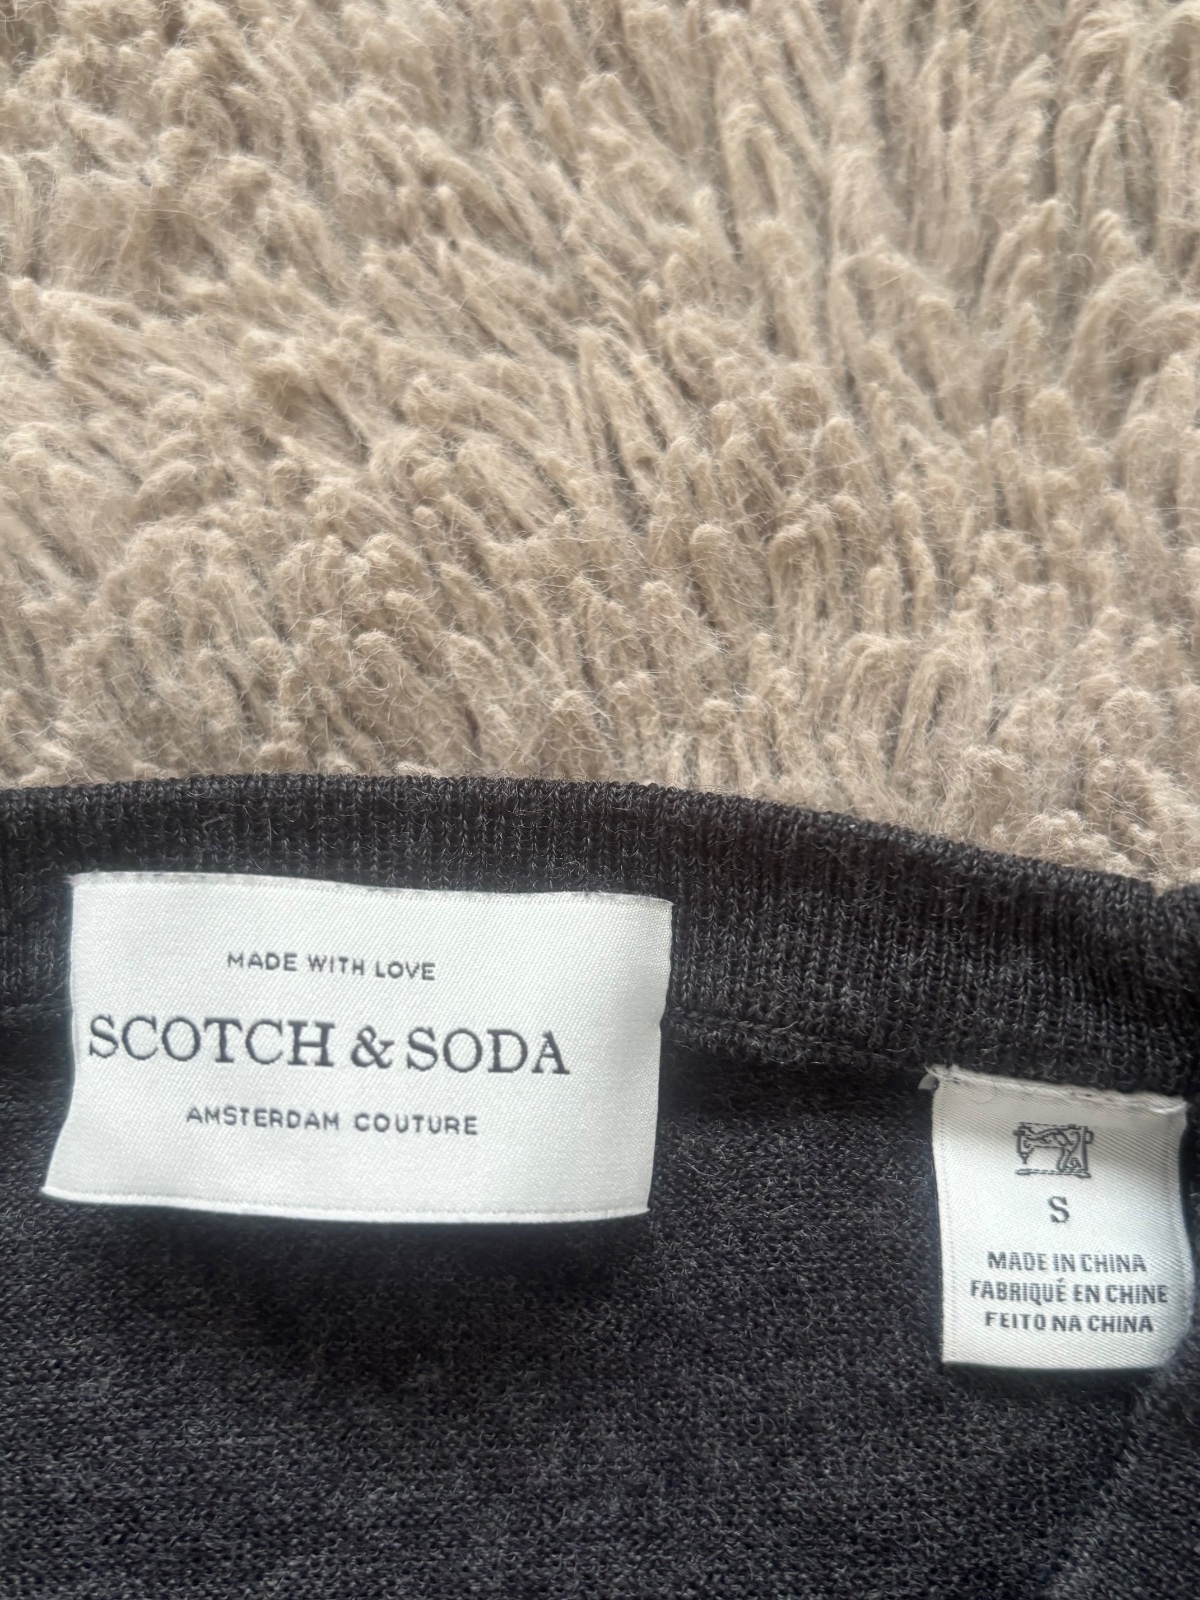 MADE WITH LOVE
SCOTCH & SODA
AMSTERDAM COUTURE
S
MADE IN CHINA
FABRIQUÉ EN CHINE
FEITO NA CHINA